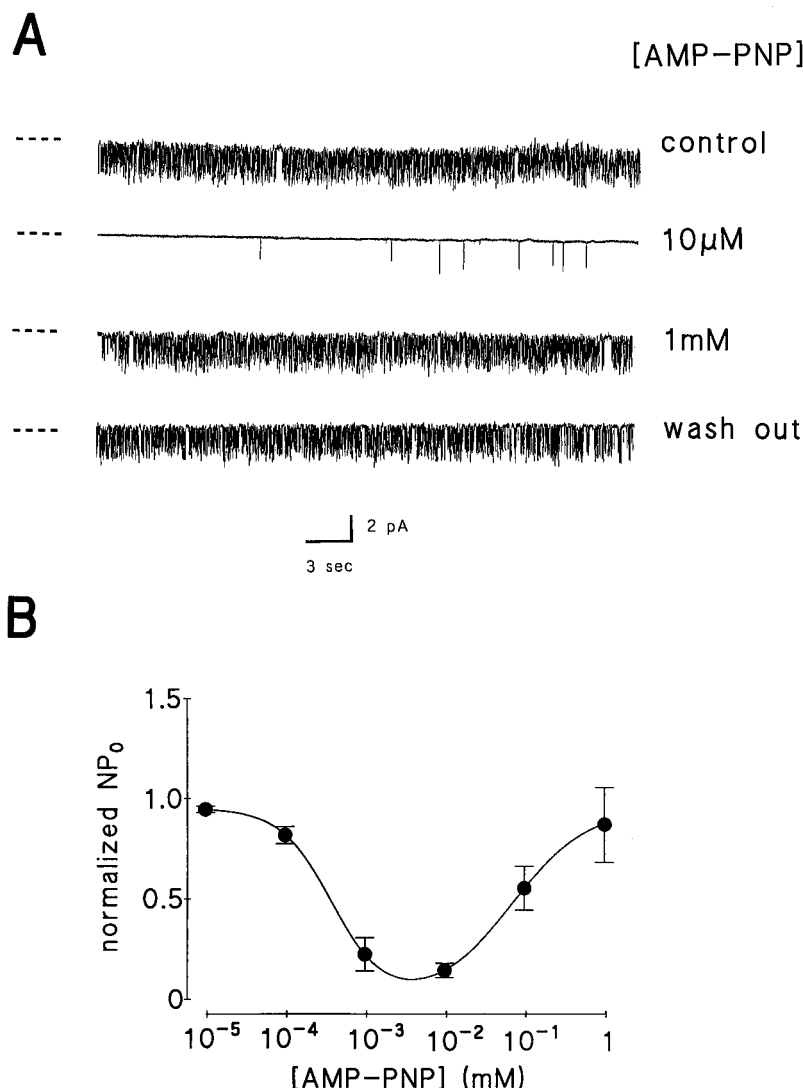 A
[AMP-PNP]
control
10µM
1mM
wash out
2 pA
3 sec
B
1.5
1.0
0.5
0
normalized NP₀
10⁻⁵ 10⁻⁴ 10⁻³ 10⁻² 10⁻¹ 1
[AMP-PNP] (mM)